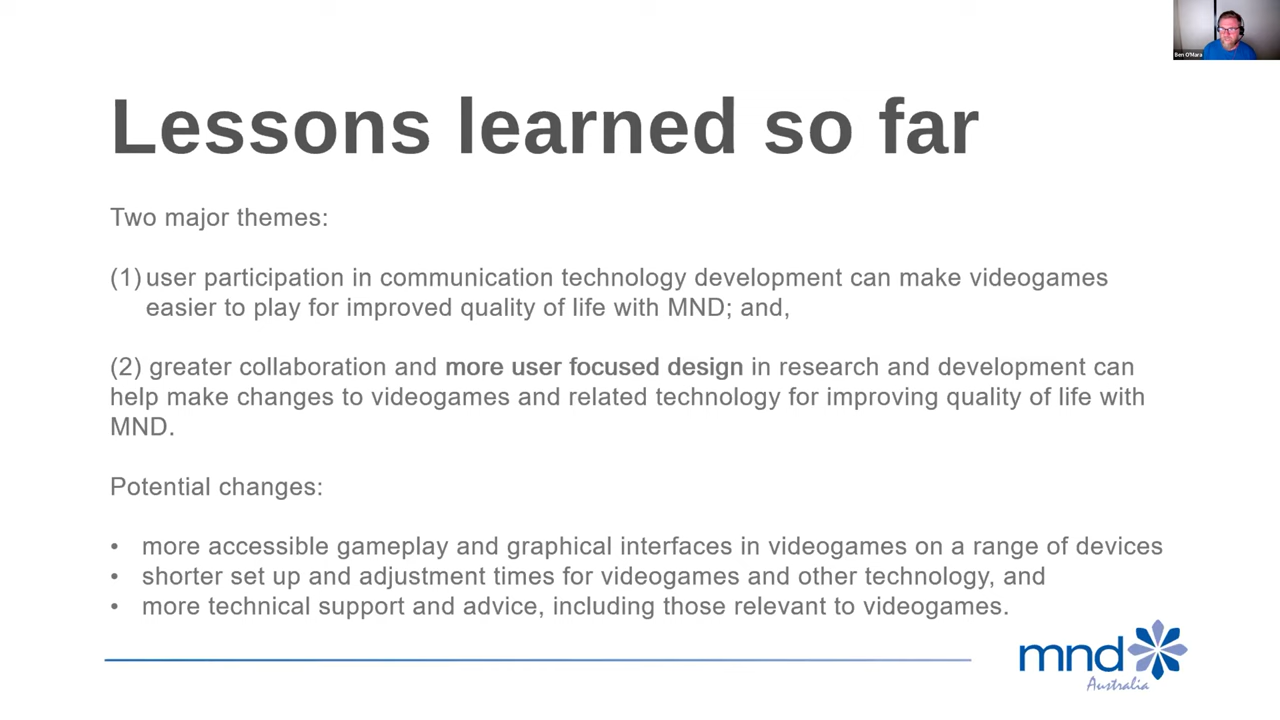 Ben O'Mara
Lessons learned so far
Two major themes:
(1) user participation in communication technology development can make videogames
easier to play for improved quality of life with MND; and,
(2) greater collaboration and more user focused design in research and development can
help make changes to videogames and related technology for improving quality of life with
MND.
Potential changes:
• more accessible gameplay and graphical interfaces in videogames on a range of devices
• shorter set up and adjustment times for videogames and other technology, and
• more technical support and advice, including those relevant to videogames.
mnd
Australia